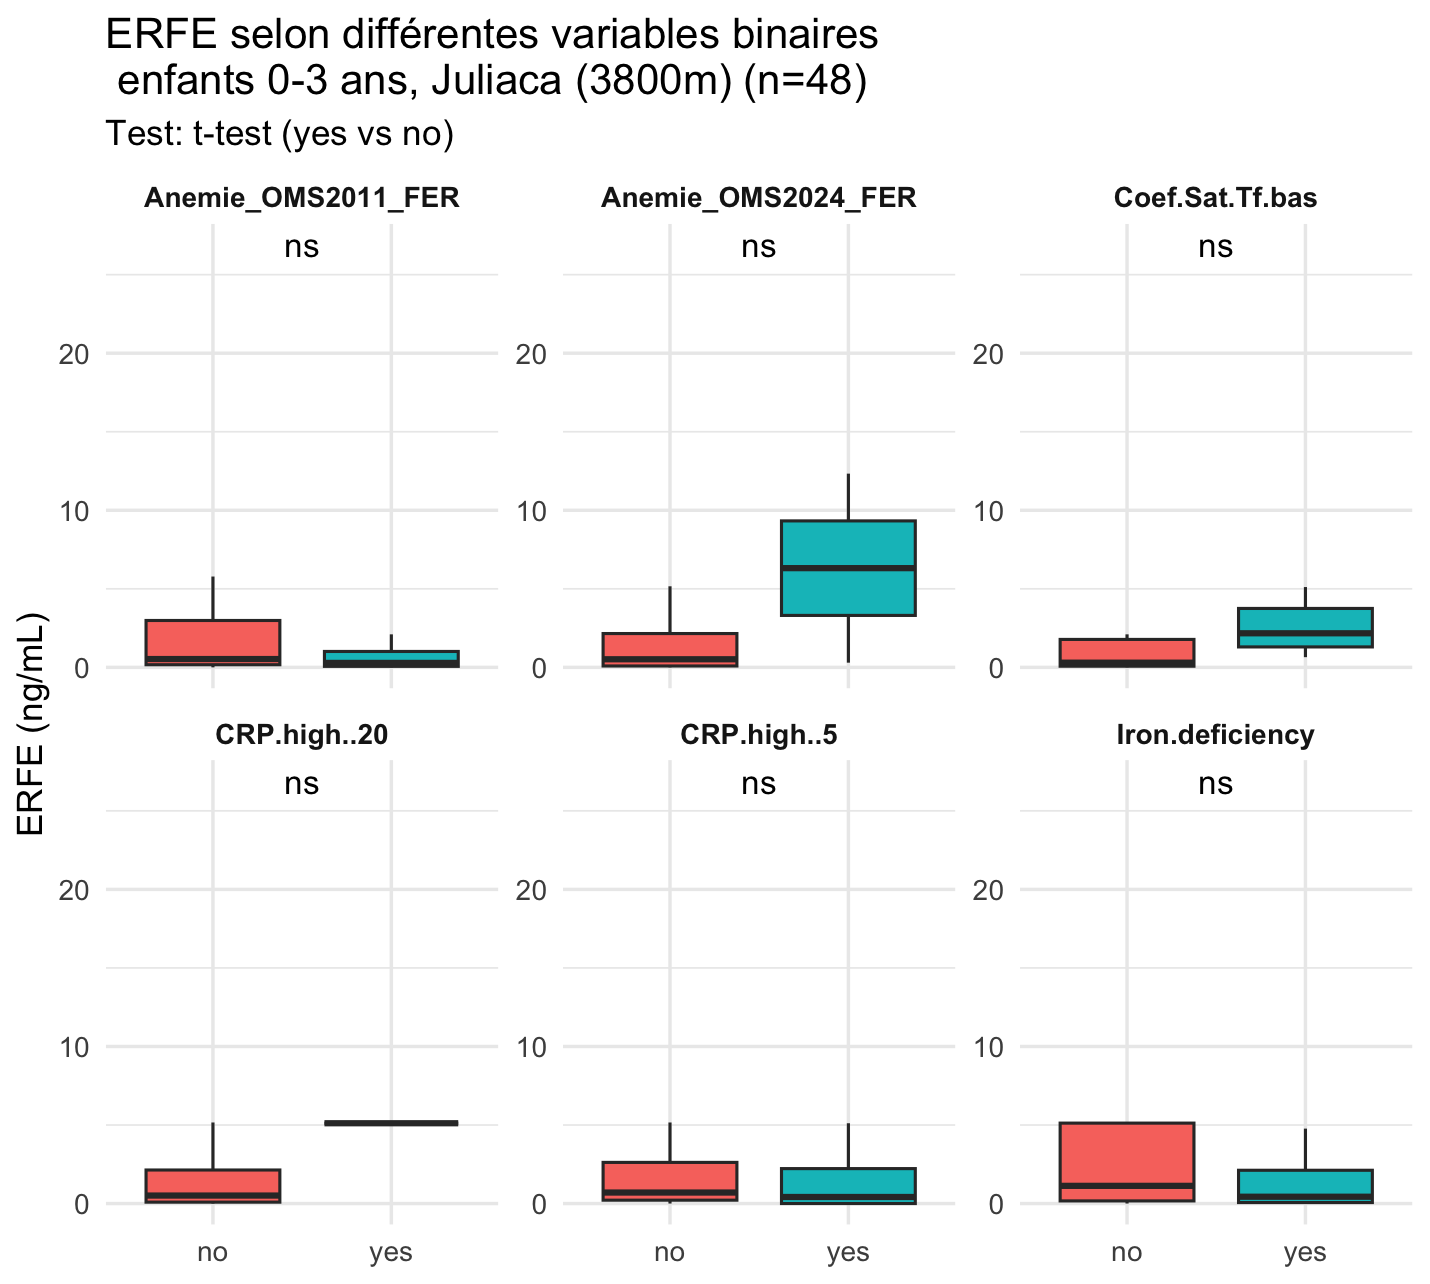 ERFE selon différentes variables binaires
enfants 0-3 ans, Juliaca (3800m) (n=48)
Test: t-test (yes vs no)
Anemie_OMS2011_FER
Anemie_OMS2024_FER
Coef.Sat.Tf.bas
ns
ns
ns
20
20
20
10
10
10
0
0
0
ERFE (ng/mL)
CRP.high..20
CRP.high..5
Iron.deficiency
ns
ns
ns
20
20
20
10
10
10
0
0
0
no
yes
no
yes
no
yes